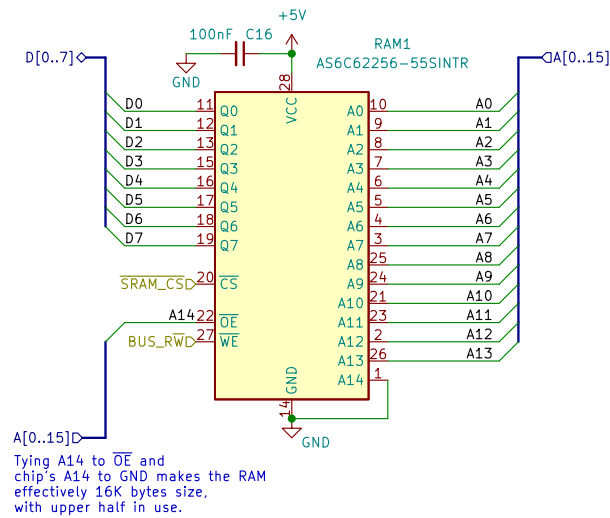 +5V
100nF C16
RAM1
AS6C62256-55SINTR
D[0..7]
A[0..15]
GND
28
VCC
D0 11 Q0 A0 10 A0
D1 12 Q1 A1 9 A1
D2 13 Q2 A2 8 A2
D3 15 Q3 A3 7 A3
D4 16 Q4 A4 6 A4
D5 17 Q5 A5 5 A5
D6 18 Q6 A6 4 A6
D7 19 Q7 A7 3 A7
A8 25 A8
SRAM_CS 20 CS A9 24 A9
A10 21 A10
A14 22 OE A11 23 A11
BUS_RW 27 WE A12 2 A12
A13 26 A13
GND A14 1
14
GND
A[0..15]
Tying A14 to OE and
chip's A14 to GND makes the RAM
effectively 16K bytes size,
with upper half in use.